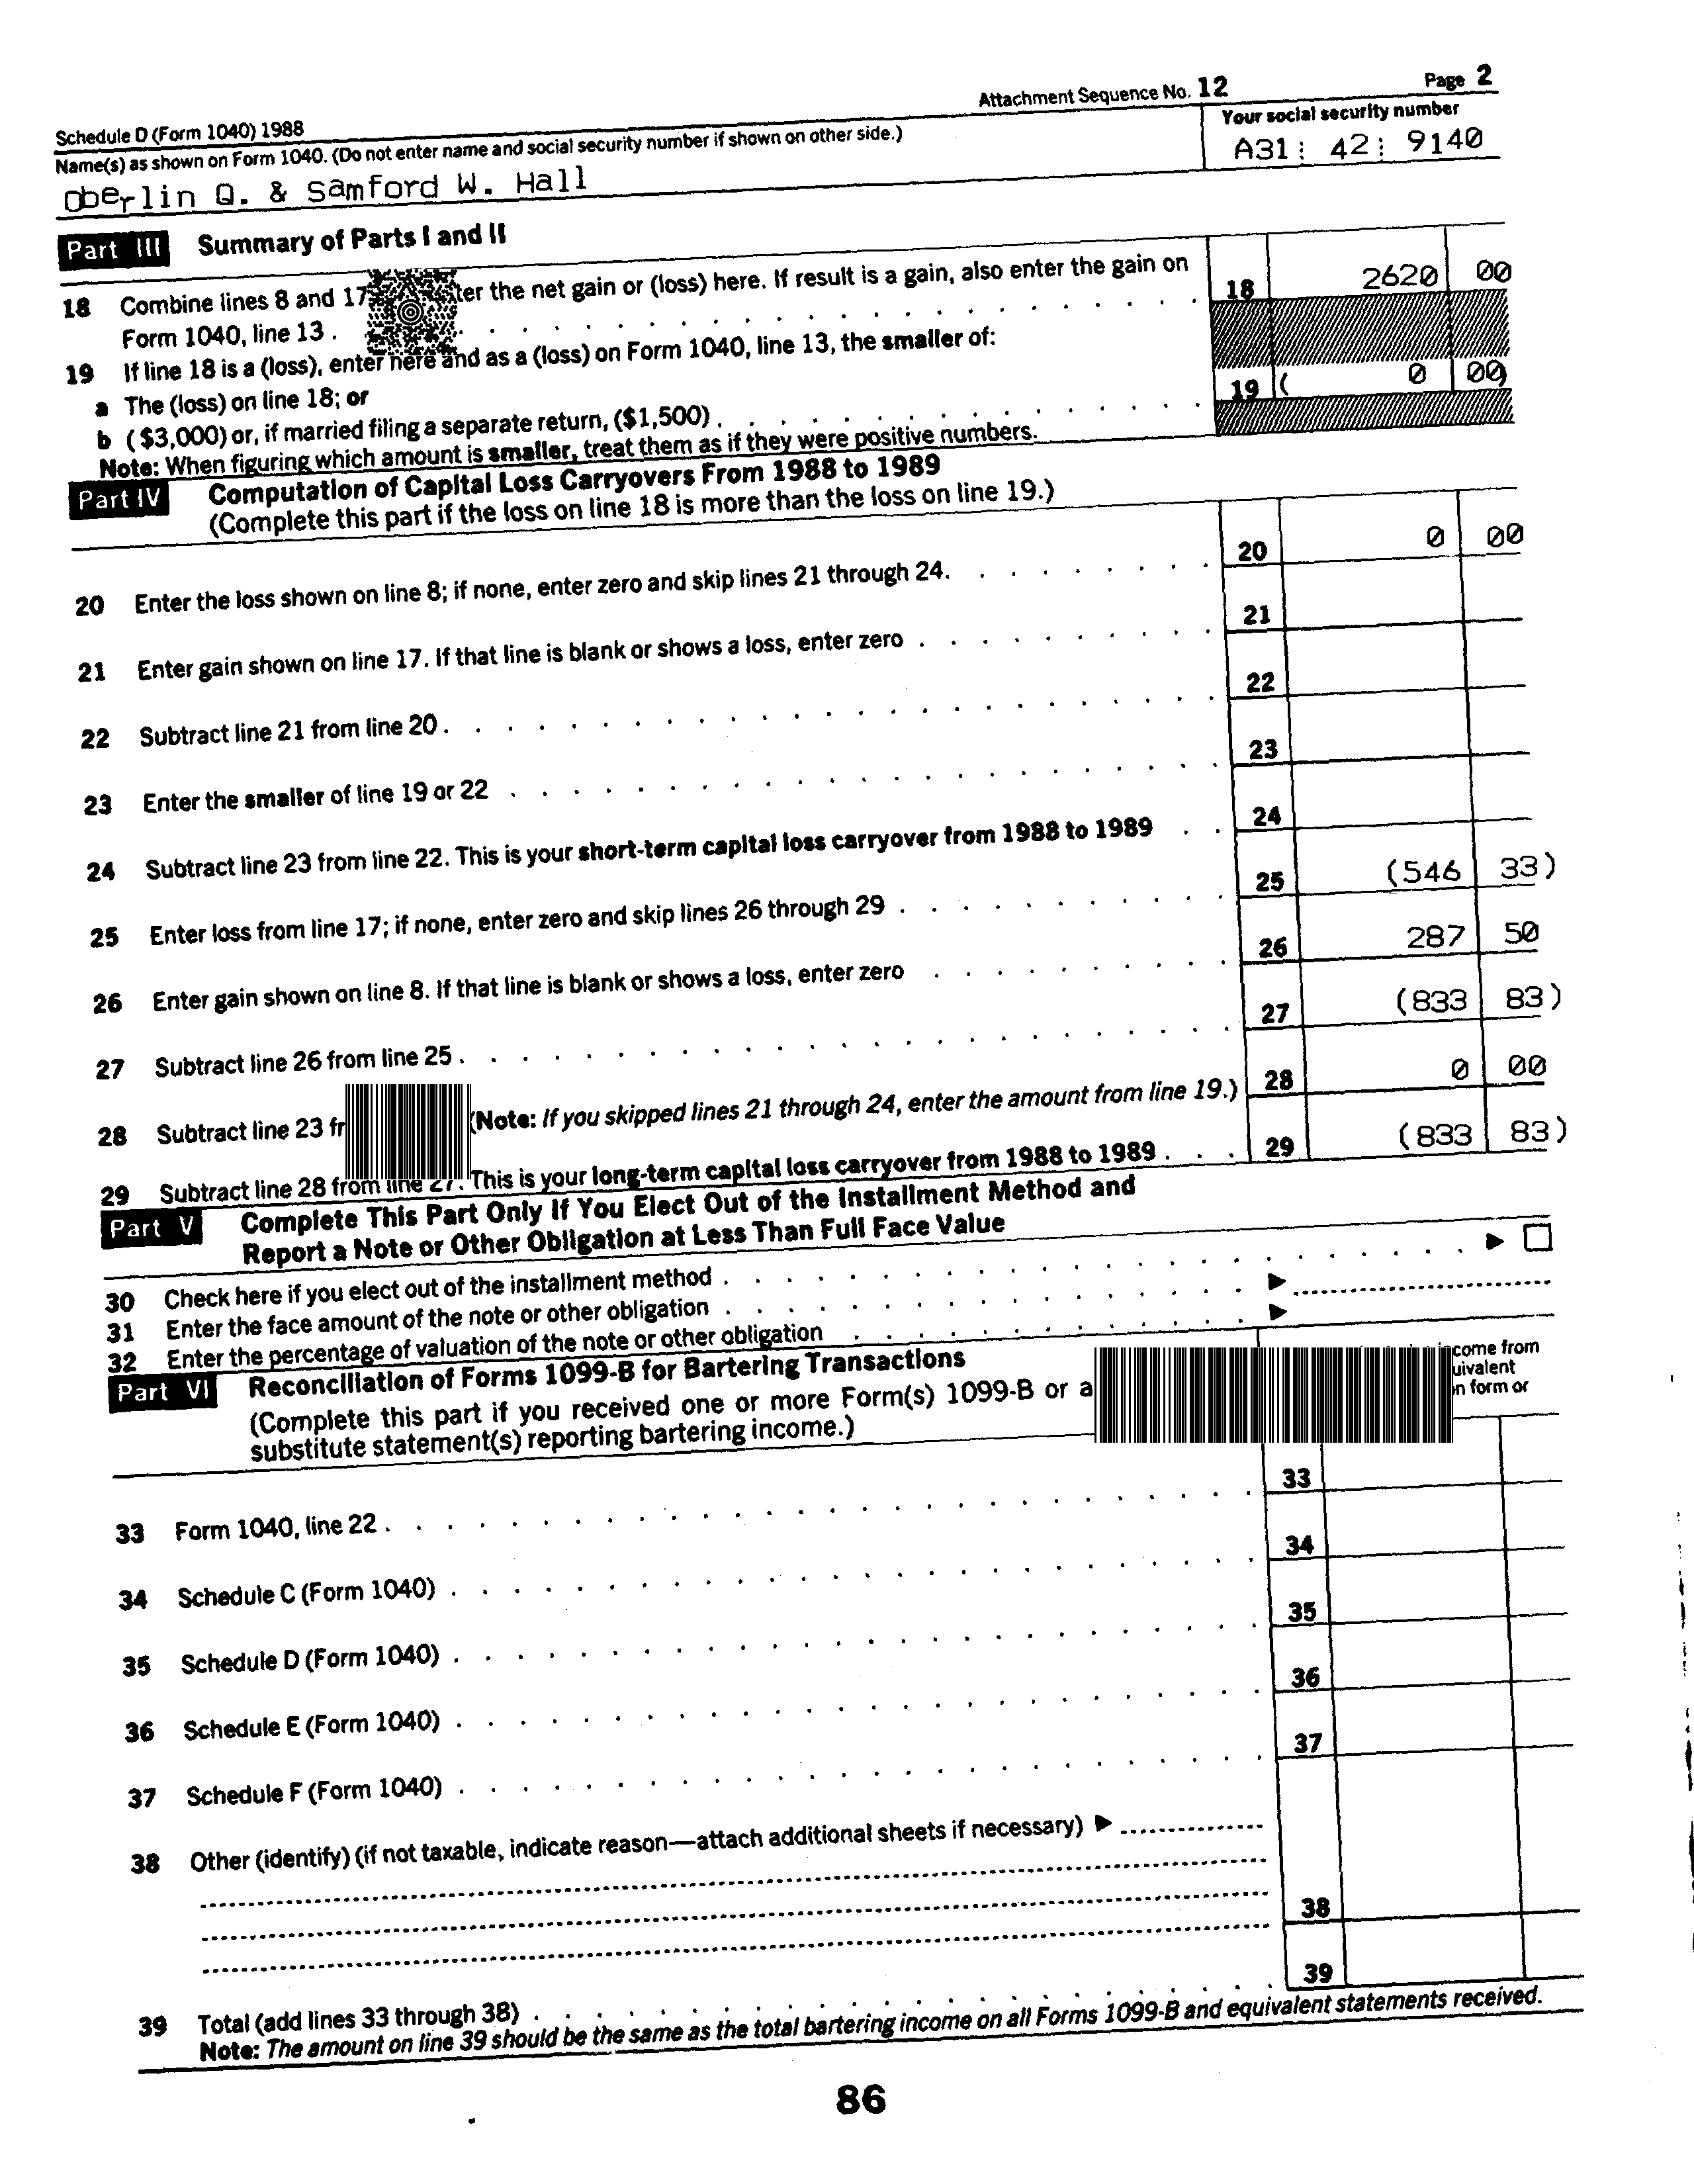 Schedule D (Form 1040) 1988 Attachment Sequence No. 12 Page 2
Name(s) as shown on Form 1040. (Do not enter name and social security number if shown on other side.) Your social security number
Oberlin Q. & Samford W. Hall A31 42 9140
Part III Summary of Parts I and II
18 Combine lines 8 and 17 the net gain or (loss) here. If result is a gain, also enter the gain on
Form 1040, line 13 . 18 2620 00
19 If line 18 is a (loss), enter here and as a (loss) on Form 1040, line 13, the smaller of:
a The (loss) on line 18; or
b ($3,000) or, if married filing a separate return, ($1,500) . 19 ( 0 00)
Note: When figuring which amount is smaller, treat them as if they were positive numbers.
Part IV Computation of Capital Loss Carryovers From 1988 to 1989
(Complete this part if the loss on line 18 is more than the loss on line 19.)
20 Enter the loss shown on line 8; if none, enter zero and skip lines 21 through 24. 20 0 00
21 Enter gain shown on line 17. If that line is blank or shows a loss, enter zero . 21
22 Subtract line 21 from line 20 . 22
23 Enter the smaller of line 19 or 22 . 23
24 Subtract line 23 from line 22. This is your short-term capital loss carryover from 1988 to 1989 . 24
25 Enter loss from line 17; if none, enter zero and skip lines 26 through 29 . 25 (546 33)
26 Enter gain shown on line 8. If that line is blank or shows a loss, enter zero . 26 287 50
27 Subtract line 26 from line 25 . 27 (833 83)
28 Subtract line 23 (Note: If you skipped lines 21 through 24, enter the amount from line 19.) 28 0 00
29 Subtract line 28 from line 27. This is your long-term capital loss carryover from 1988 to 1989 . 29 (833 83)
Part V Complete This Part Only If You Elect Out of the Installment Method and
Report a Note or Other Obligation at Less Than Full Face Value
30 Check here if you elect out of the installment method .
31 Enter the face amount of the note or other obligation .
32 Enter the percentage of valuation of the note or other obligation .
Part VI Reconciliation of Forms 1099-B for Bartering Transactions
(Complete this part if you received one or more Form(s) 1099-B or a
substitute statement(s) reporting bartering income.)
from
form or
33 Form 1040, line 22 . 33
34 Schedule C (Form 1040) . 34
35 Schedule D (Form 1040) . 35
36 Schedule E (Form 1040) . 36
37 Schedule F (Form 1040) . 37
38 Other (identify) (if not taxable, indicate reason—attach additional sheets if necessary)
38
39 Total (add lines 33 through 38) . 39
Note: The amount on line 39 should be the same as the total bartering income on all Forms 1099-B and equivalent statements received.
86